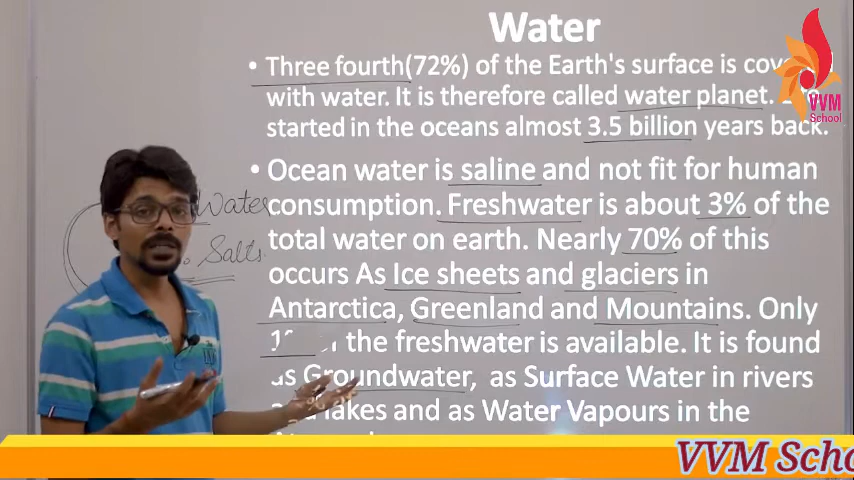 Water
• Three fourth(72%) of the Earth's surface is
with water. It is therefore called water planet.
started in the oceans almost 3.5 billion years back.
• Ocean water is saline and not fit for human
consumption. Freshwater is about 3% of the
total water on earth. Nearly 70% of this
occurs As Ice sheets and glaciers in
Antarctica, Greenland and Mountains. Only
the freshwater is available. It is found
as Groundwater, as Surface Water in rivers
lakes and as Water Vapours in the
Water
Salts
VVM
School
VVM Scho